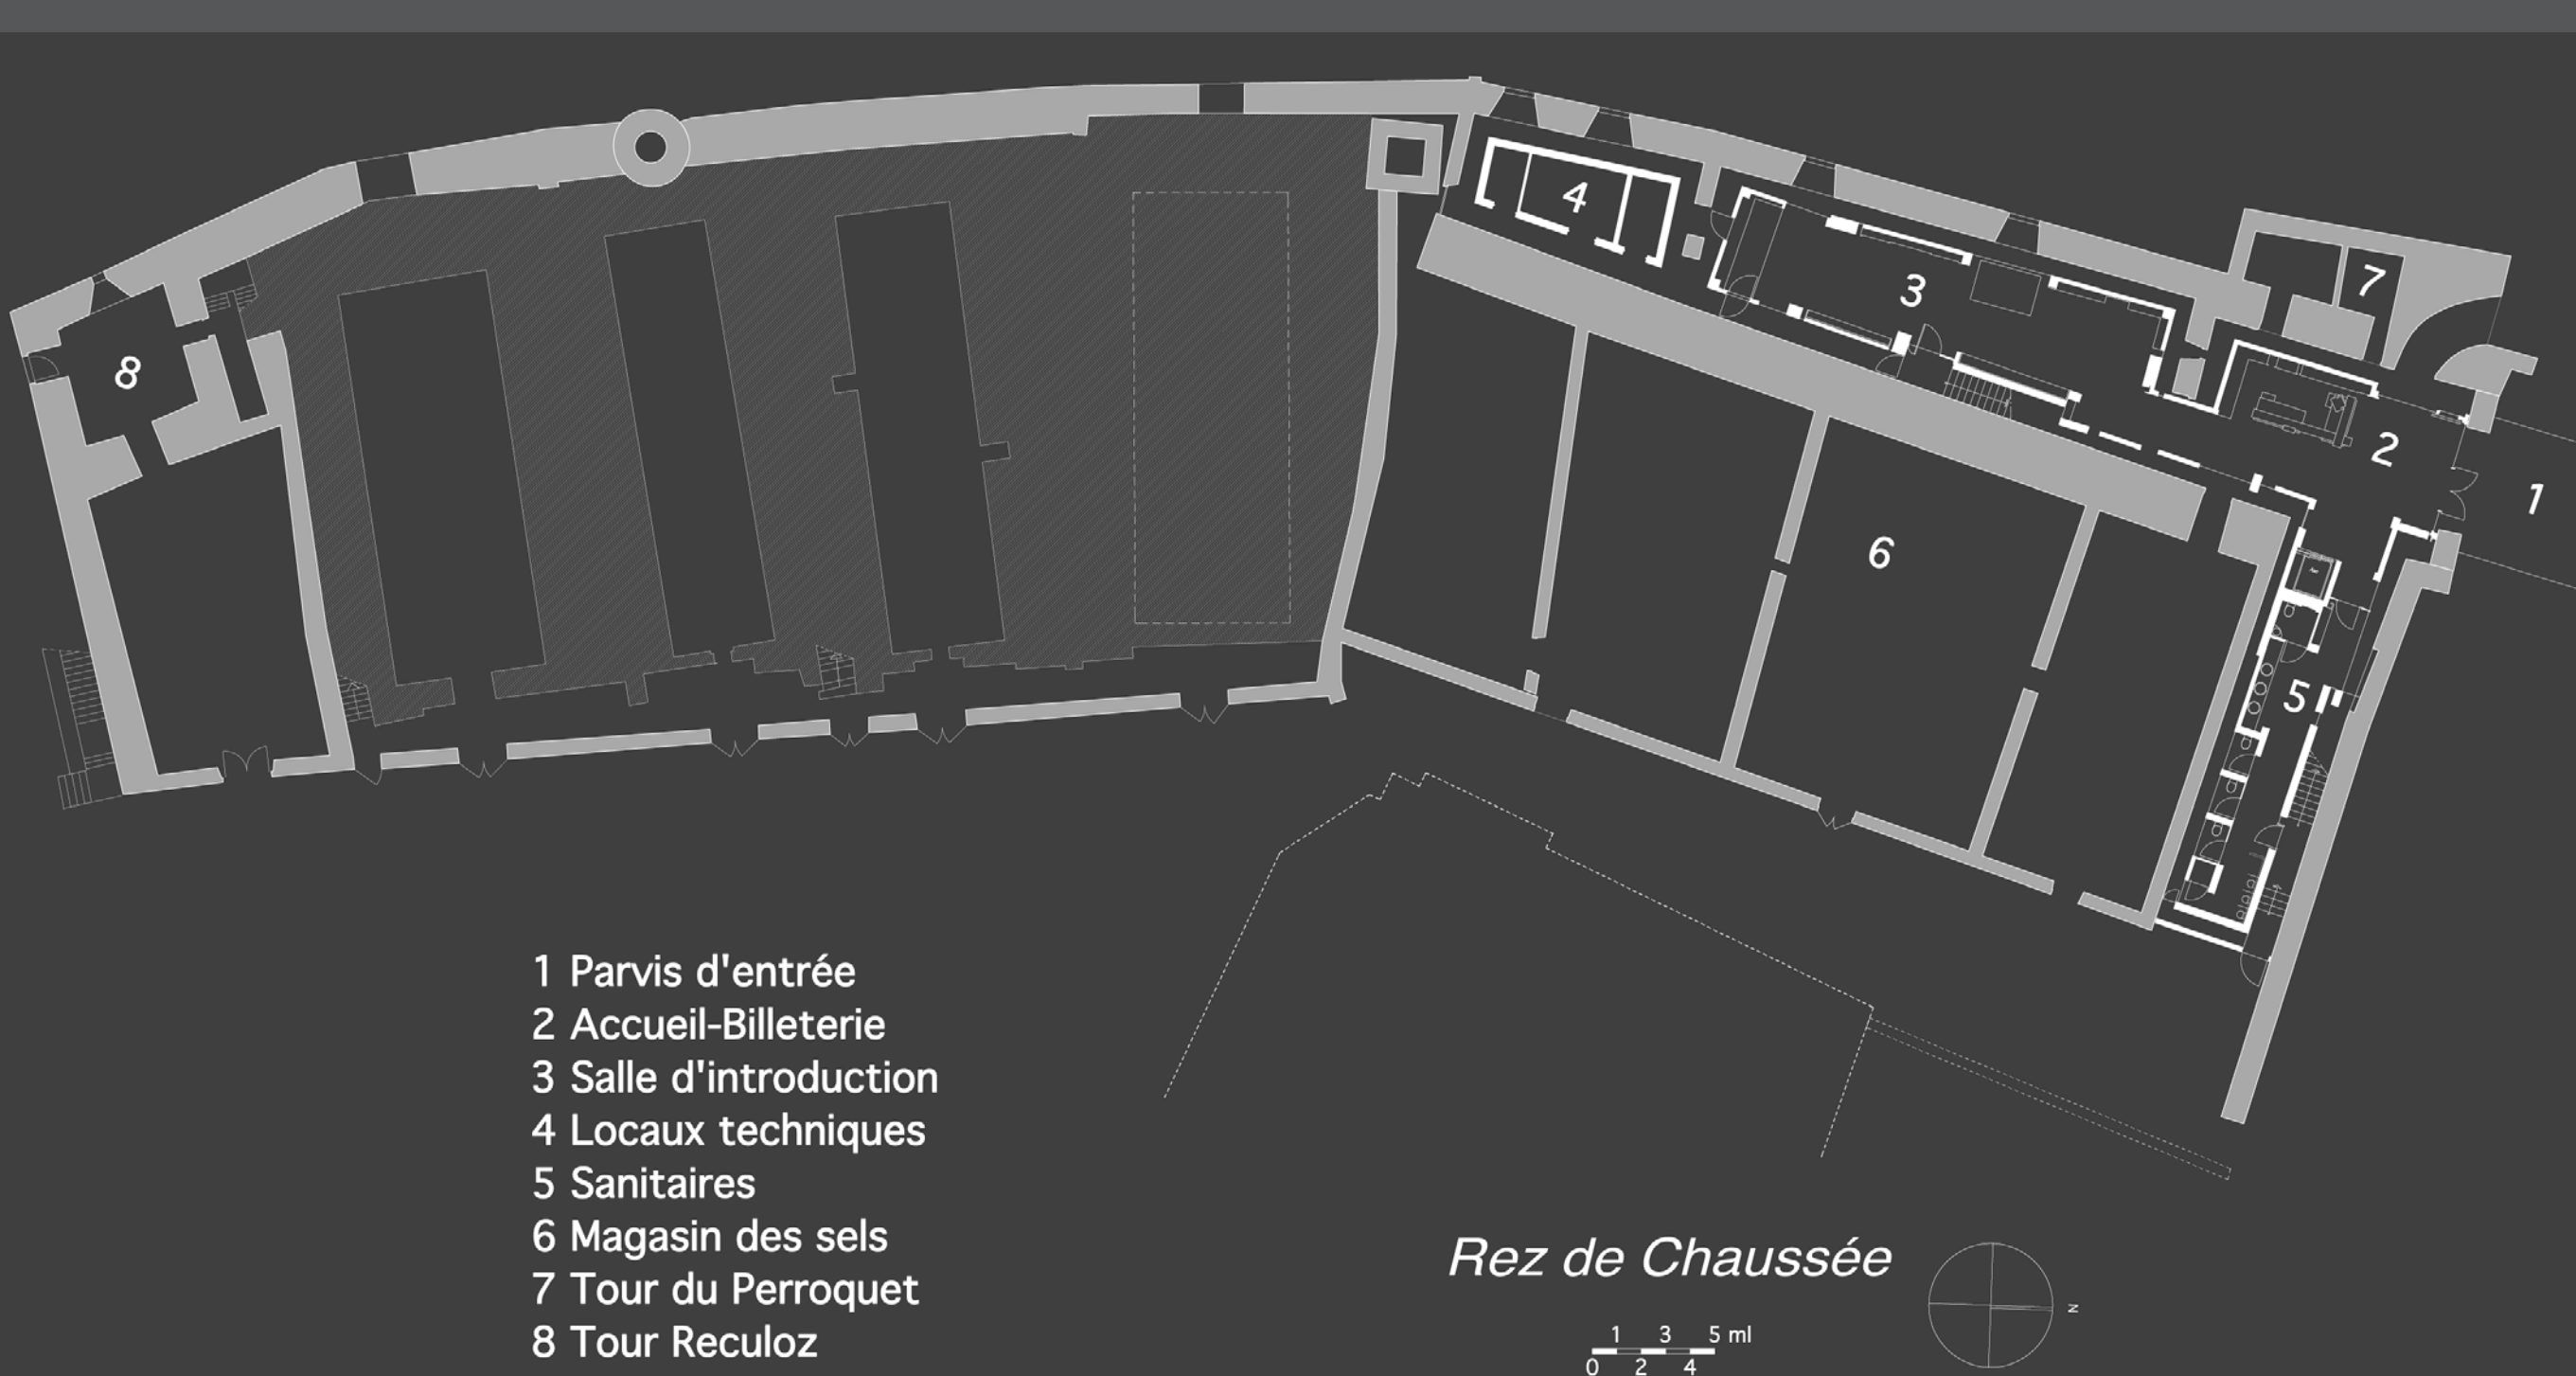 4
7
3
8
2
1
6
5
1 Parvis d'entrée
2 Accueil-Billeterie
3 Salle d'introduction
4 Locaux techniques
5 Sanitaires
6 Magasin des sels
7 Tour du Perroquet
8 Tour Reculoz
Rez de Chaussée
N
1 3 5 ml
0 2 4